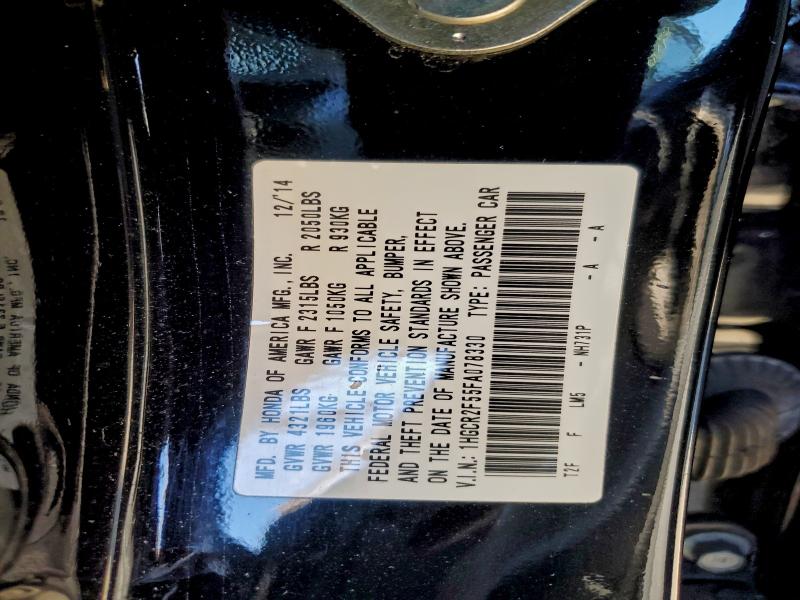 MFD. BY HONDA OF AMERICA MFG., INC. 12/'14
GVWR 4321LBS GAWR F 2315LBS R 2050LBS
GVWR 1960KG GAWR F 1050KG R 930KG
THIS VEHICLE CONFORMS TO ALL APPLICABLE
FEDERAL MOTOR VEHICLE SAFETY, BUMPER,
AND THEFT PREVENTION STANDARDS IN EFFECT
ON THE DATE OF MANUFACTURE SHOWN ABOVE.
V.I.N.: 1HGCR2F55FA078330 TYPE: PASSENGER CAR
T2F F LM5 - NH731P - A - A